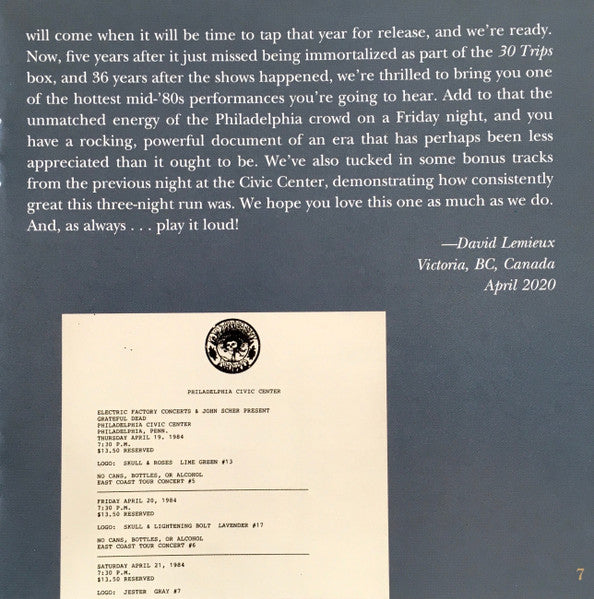 will come when it will be time to tap that year for release, and we're ready.
Now, five years after it just missed being immortalized as part of the 30 Trips
box, and 36 years after the shows happened, we're thrilled to bring you one
of the hottest mid-'80s performances you're going to hear. Add to that the
unmatched energy of the Philadelphia crowd on a Friday night, and you
have a rocking, powerful document of an era that has perhaps been less
appreciated than it ought to be. We've also tucked in some bonus tracks
from the previous night at the Civic Center, demonstrating how consistently
great this three-night run was. We hope you love this one as much as we do.
And, as always . . . play it loud!
—David Lemieux
Victoria, BC, Canada
April 2020
PHILADELPHIA CIVIC CENTER
ELECTRIC FACTORY CONCERTS & JOHN SCHER PRESENT
GRATEFUL DEAD
PHILADELPHIA CIVIC CENTER
PHILADELPHIA, PENN.
THURSDAY APRIL 19, 1984
7:30 P.M.
$13.50 RESERVED
LOGO: SKULL & ROSES LIME GREEN #13
NO CANS, BOTTLES, OR ALCOHOL
EAST COAST TOUR CONCERT #5
FRIDAY APRIL 20, 1984
7:30 P.M.
$13.50 RESERVED
LOGO: SKULL & LIGHTENING BOLT LAVENDER #17
NO CANS, BOTTLES, OR ALCOHOL
EAST COAST TOUR CONCERT #6
SATURDAY APRIL 21, 1984
7:30 P.M.
$13.50 RESERVED
LOGO: JESTER GRAY #7
7